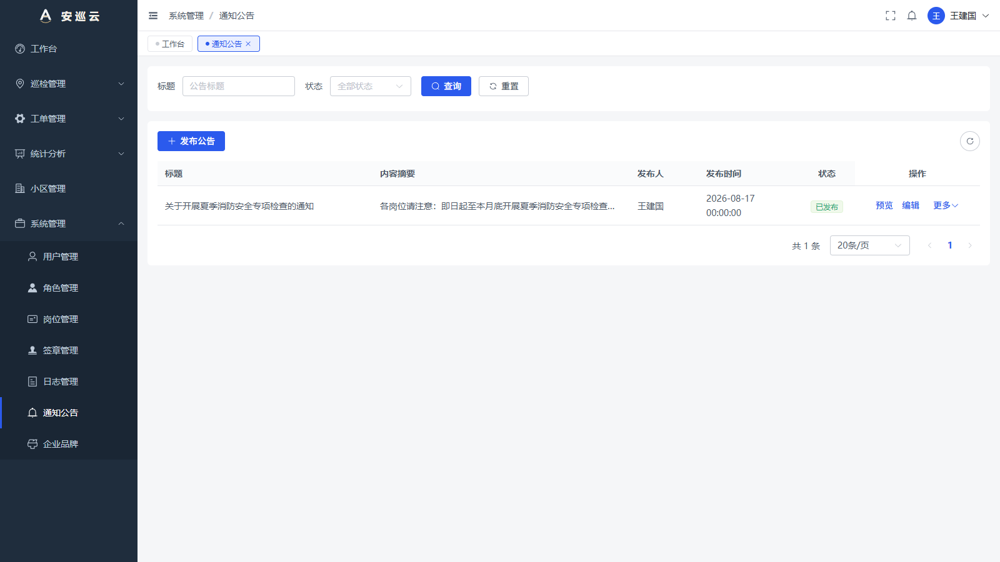 安巡云
工作台
巡检管理
工单管理
统计分析
小区管理
系统管理
用户管理
角色管理
岗位管理
签章管理
日志管理
通知公告
企业品牌
系统管理 / 通知公告
王 王建国
工作台 通知公告
标题 公告标题 状态 全部状态 查询 重置
发布公告
标题 内容摘要 发布人 发布时间 状态 操作
关于开展夏季消防安全专项检查的通知 各岗位请注意：即日起至本月底开展夏季消防安全专项检查... 王建国 2026-08-17 00:00:00 已发布 预览 编辑 更多
共 1 条 20条/页 1